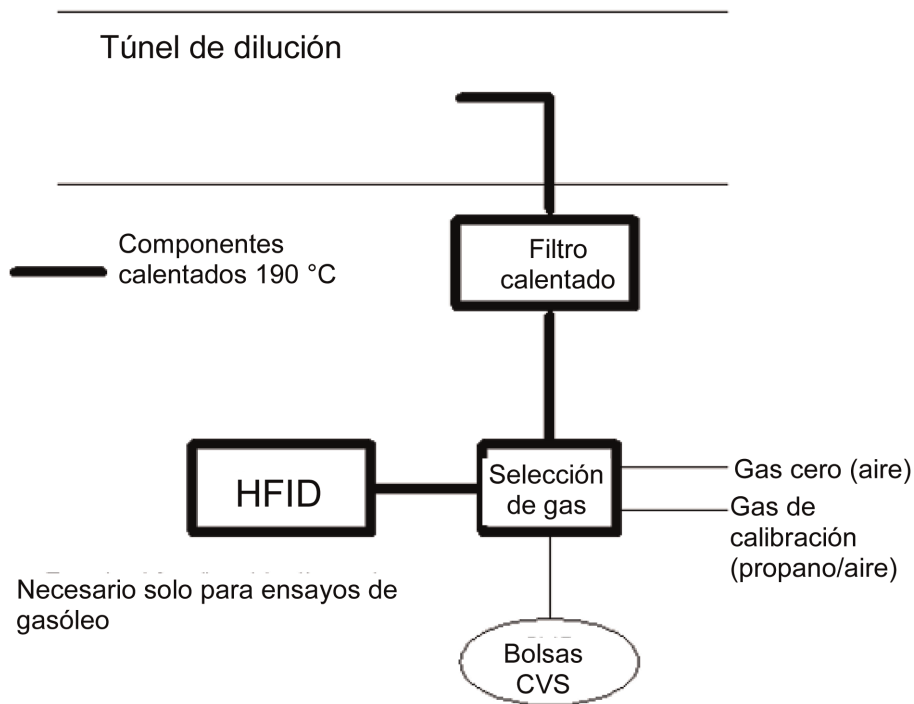 Túnel de dilución
Componentes
calentados 190 °C
Filtro
calentado
HFID
Selección
de gas
Gas cero (aire)
Gas de
calibración
(propano/aire)
Necesario solo para ensayos de
gasóleo
Bolsas
CVS